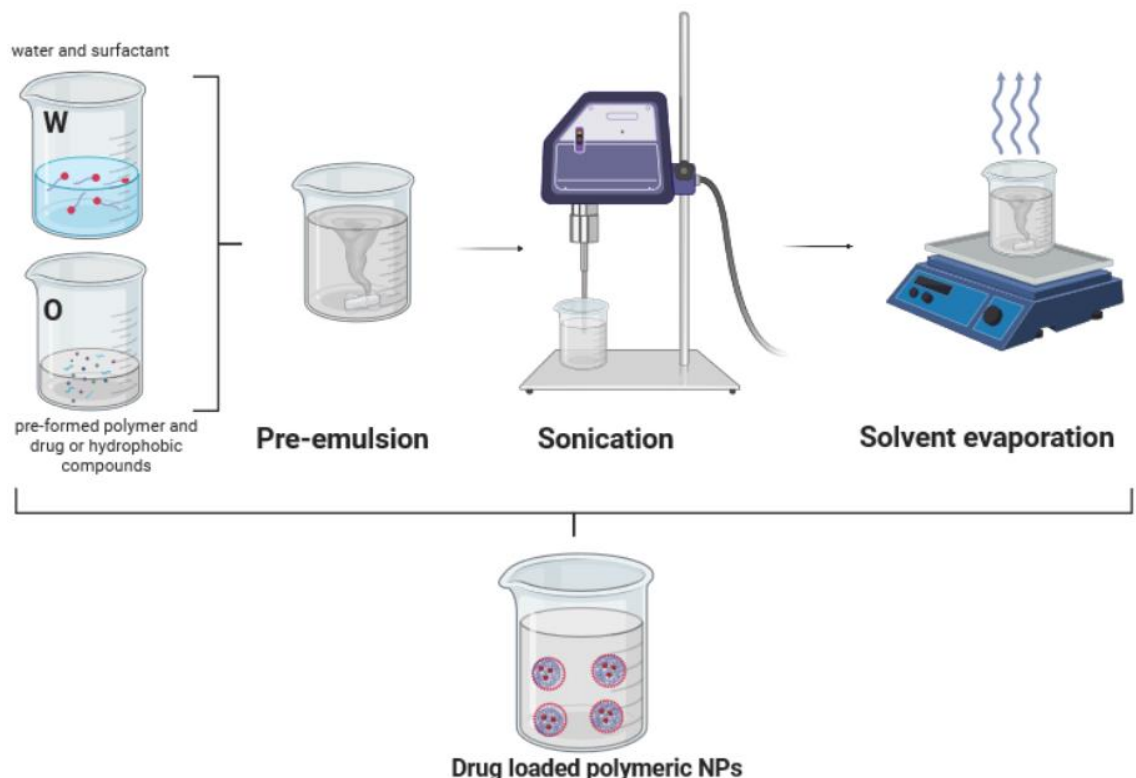 water and surfactant
W
O
pre-formed polymer and
drug or hydrophobic
compounds
Pre-emulsion
Sonication
Solvent evaporation
Drug loaded polymeric NPs